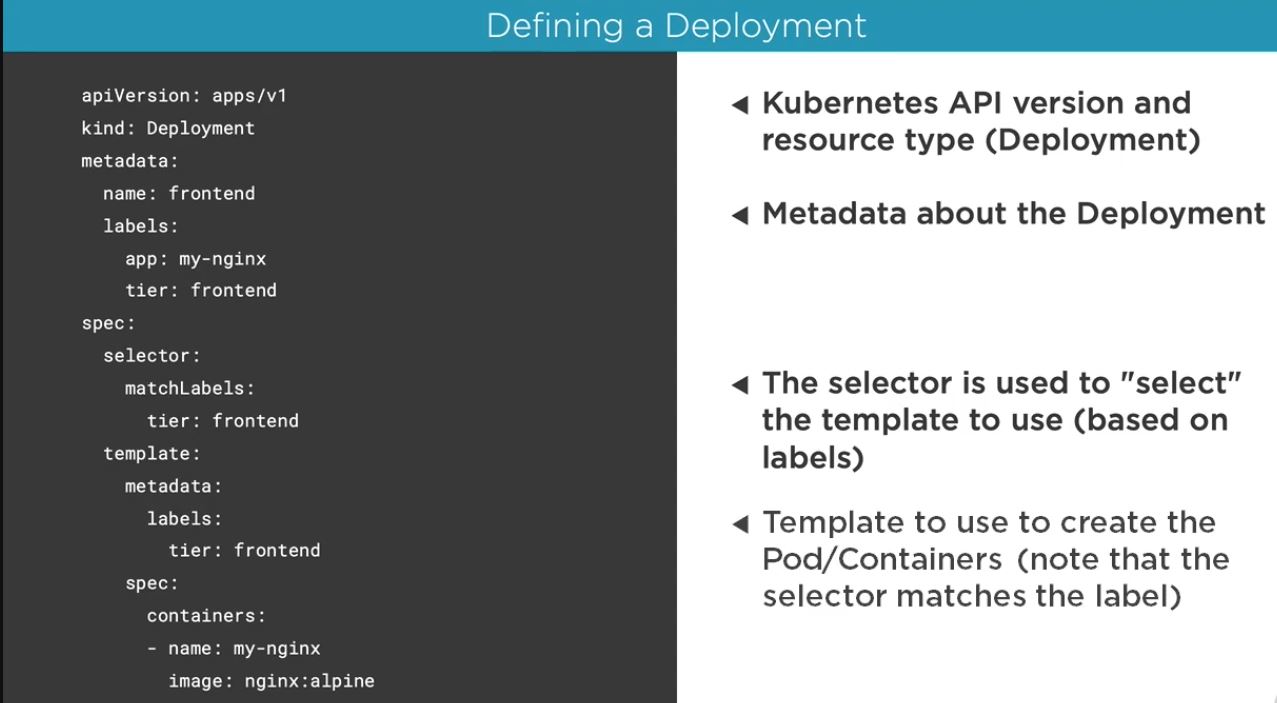 Defining a Deployment
apiVersion: apps/v1
kind: Deployment
metadata:
  name: frontend
  labels:
    app: my-nginx
    tier: frontend
spec:
  selector:
    matchLabels:
      tier: frontend
  template:
    metadata:
      labels:
        tier: frontend
    spec:
      containers:
      - name: my-nginx
        image: nginx:alpine
◀ Kubernetes API version and
resource type (Deployment)
◀ Metadata about the Deployment
◀ The selector is used to "select"
the template to use (based on
labels)
◀ Template to use to create the
Pod/Containers (note that the
selector matches the label)